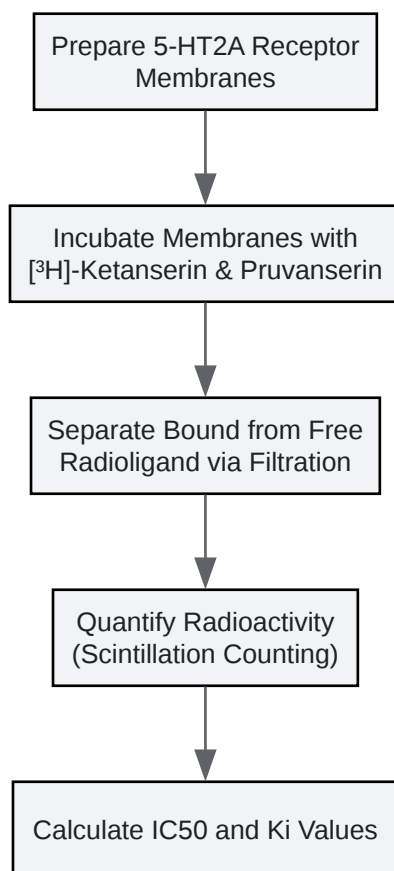 Prepare 5-HT2A Receptor
Membranes
Incubate Membranes with
[³H]-Ketanserin & Pruvanserin
Separate Bound from Free
Radioligand via Filtration
Quantify Radioactivity
(Scintillation Counting)
Calculate IC50 and Ki Values